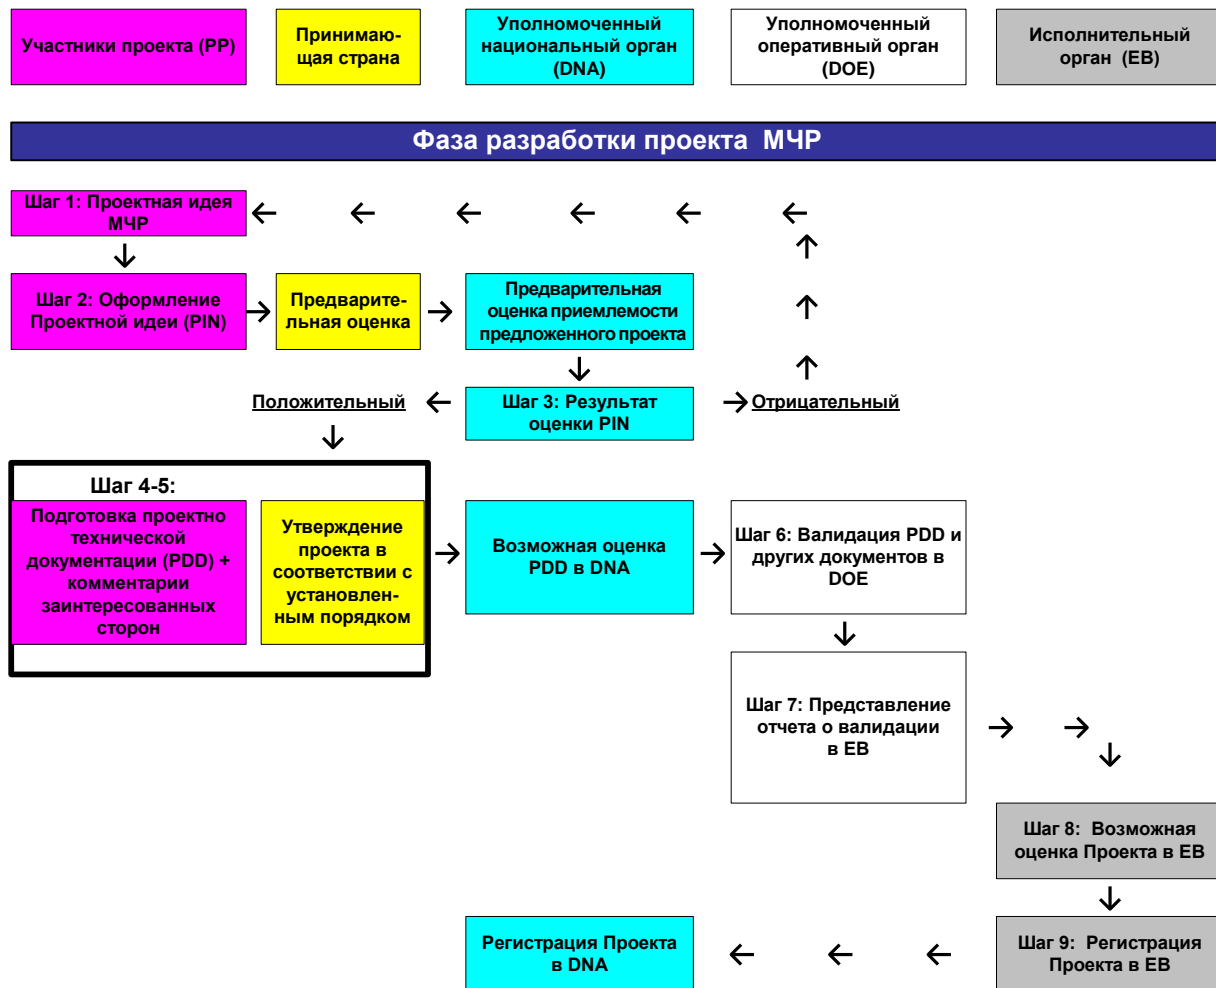 Участники проекта (PP)
Принимаю-
щая страна
Уполномоченный
национальный орган
(DNA)
Уполномоченный
оперативный орган
(DOE)
Исполнительный
орган (EB)
Фаза разработки проекта МЧР
Шаг 1: Проектная идея
МЧР
Шаг 2: Оформление
Проектной идеи (PIN)
Предварите-
льная оценка
Предварительная
оценка приемлемости
предложенного проекта
Положительный
Шаг 3: Результат
оценки PIN
Отрицательный
Шаг 4-5:
Подготовка проектно
технической
документации (PDD) +
комментарии
заинтересованных
сторон
Утверждение
проекта в
соответствии с
установлен-
ным порядком
Возможная оценка
PDD в DNA
Шаг 6: Валидация PDD и
других документов в
DOE
Шаг 7: Представление
отчета о валидации
в EB
Шаг 8: Возможная
оценка Проекта в EB
Регистрация Проекта
в DNA
Шаг 9: Регистрация
Проекта в EB